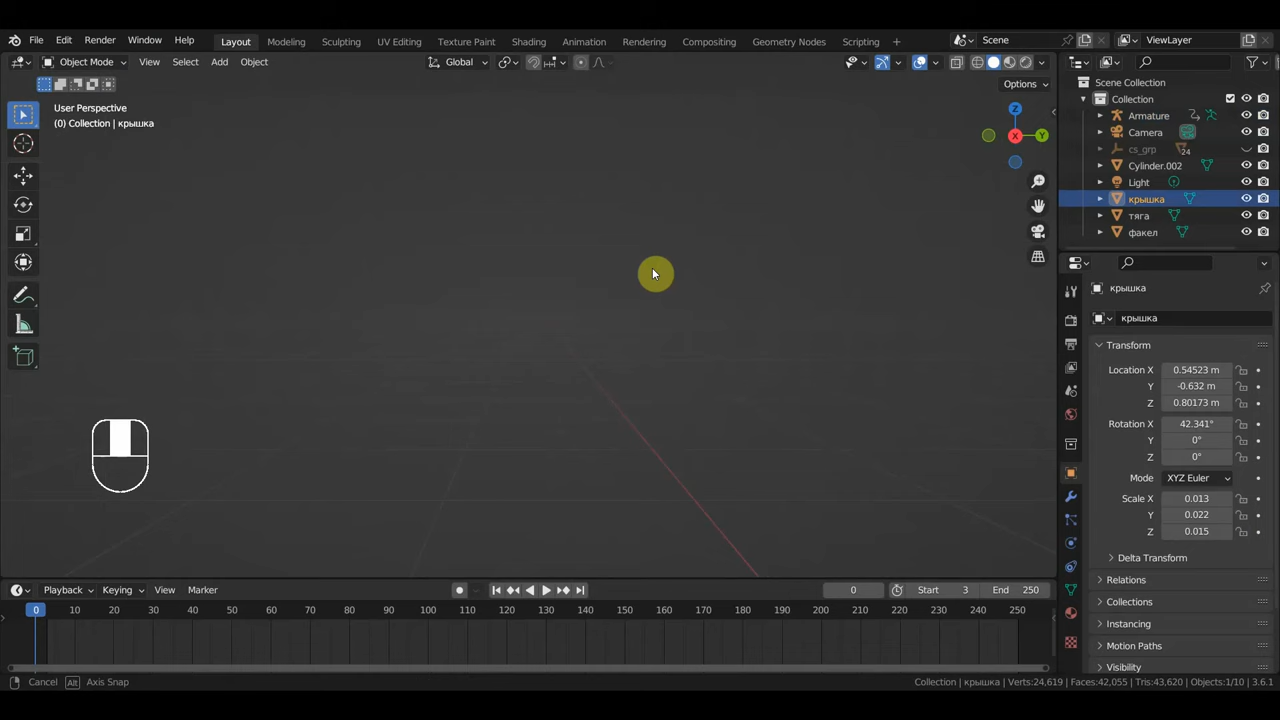 File Edit Render Window Help Layout Modeling Sculpting UV Editing Texture Paint Shading Animation Rendering Compositing Geometry Nodes Scripting Scene ViewLayer
Object Mode View Select Add Object Global
Options
User Perspective
(0) Collection | крышка
Z
Y
X
Scene Collection
Collection
Armature
Camera
cs_grp 24
Cylinder.002
Light
крышка
тяга
факел
крышка
крышка
Transform
Location X 0.54523 m
Y -0.632 m
Z 0.80173 m
Rotation X 42.341°
Y 0°
Z 0°
Mode XYZ Euler
Scale X 0.013
Y 0.022
Z 0.015
Delta Transform
Relations
Collections
Instancing
Motion Paths
Visibility
Playback Keying View Marker 0 Start 3 End 250
0 10 20 30 40 50 60 70 80 90 100 110 120 130 140 150 160 170 180 190 200 210 220 230 240 250
Cancel Alt Axis Snap Collection | крышка | Verts:24,619 | Faces:42,055 | Tris:43,620 | Objects:1/10 | 3.6.1